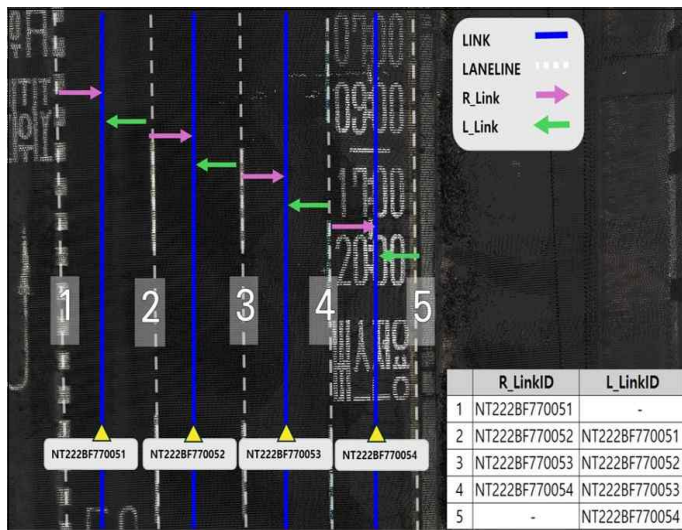 LINK
LANELINE
R_Link
L_Link
07:00
09:00
17:00
20:00
1 2 3 4 5
NT222BF770051 NT222BF770052 NT222BF770053 NT222BF770054
R_LinkID L_LinkID
1 NT222BF770051 -
2 NT222BF770052 NT222BF770051
3 NT222BF770053 NT222BF770052
4 NT222BF770054 NT222BF770053
5 - NT222BF770054